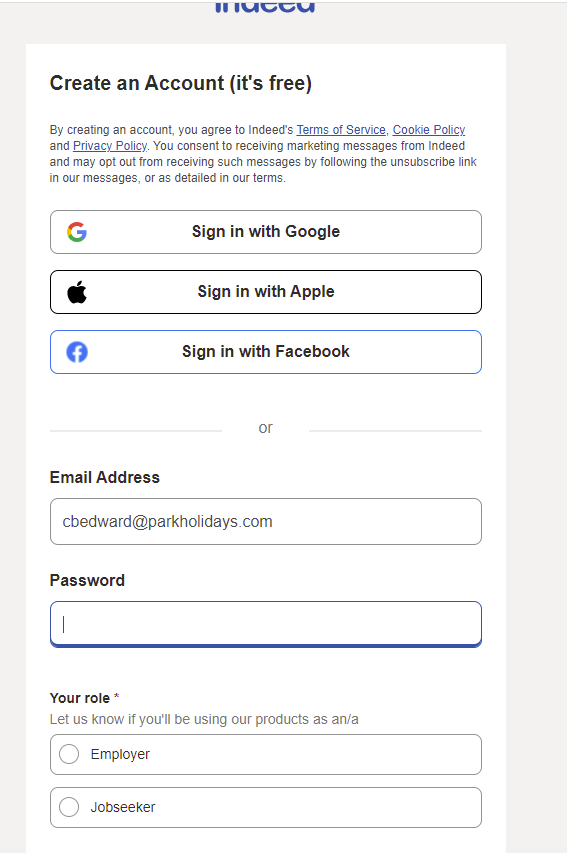 indeed
Create an Account (it's free)
By creating an account, you agree to Indeed's Terms of Service, Cookie Policy
and Privacy Policy. You consent to receiving marketing messages from Indeed
and may opt out from receiving such messages by following the unsubscribe link
in our messages, or as detailed in our terms.
Sign in with Google
Sign in with Apple
Sign in with Facebook
or
Email Address
cbedward@parkholidays.com
Password
Your role *
Let us know if you'll be using our products as an/a
Employer
Jobseeker